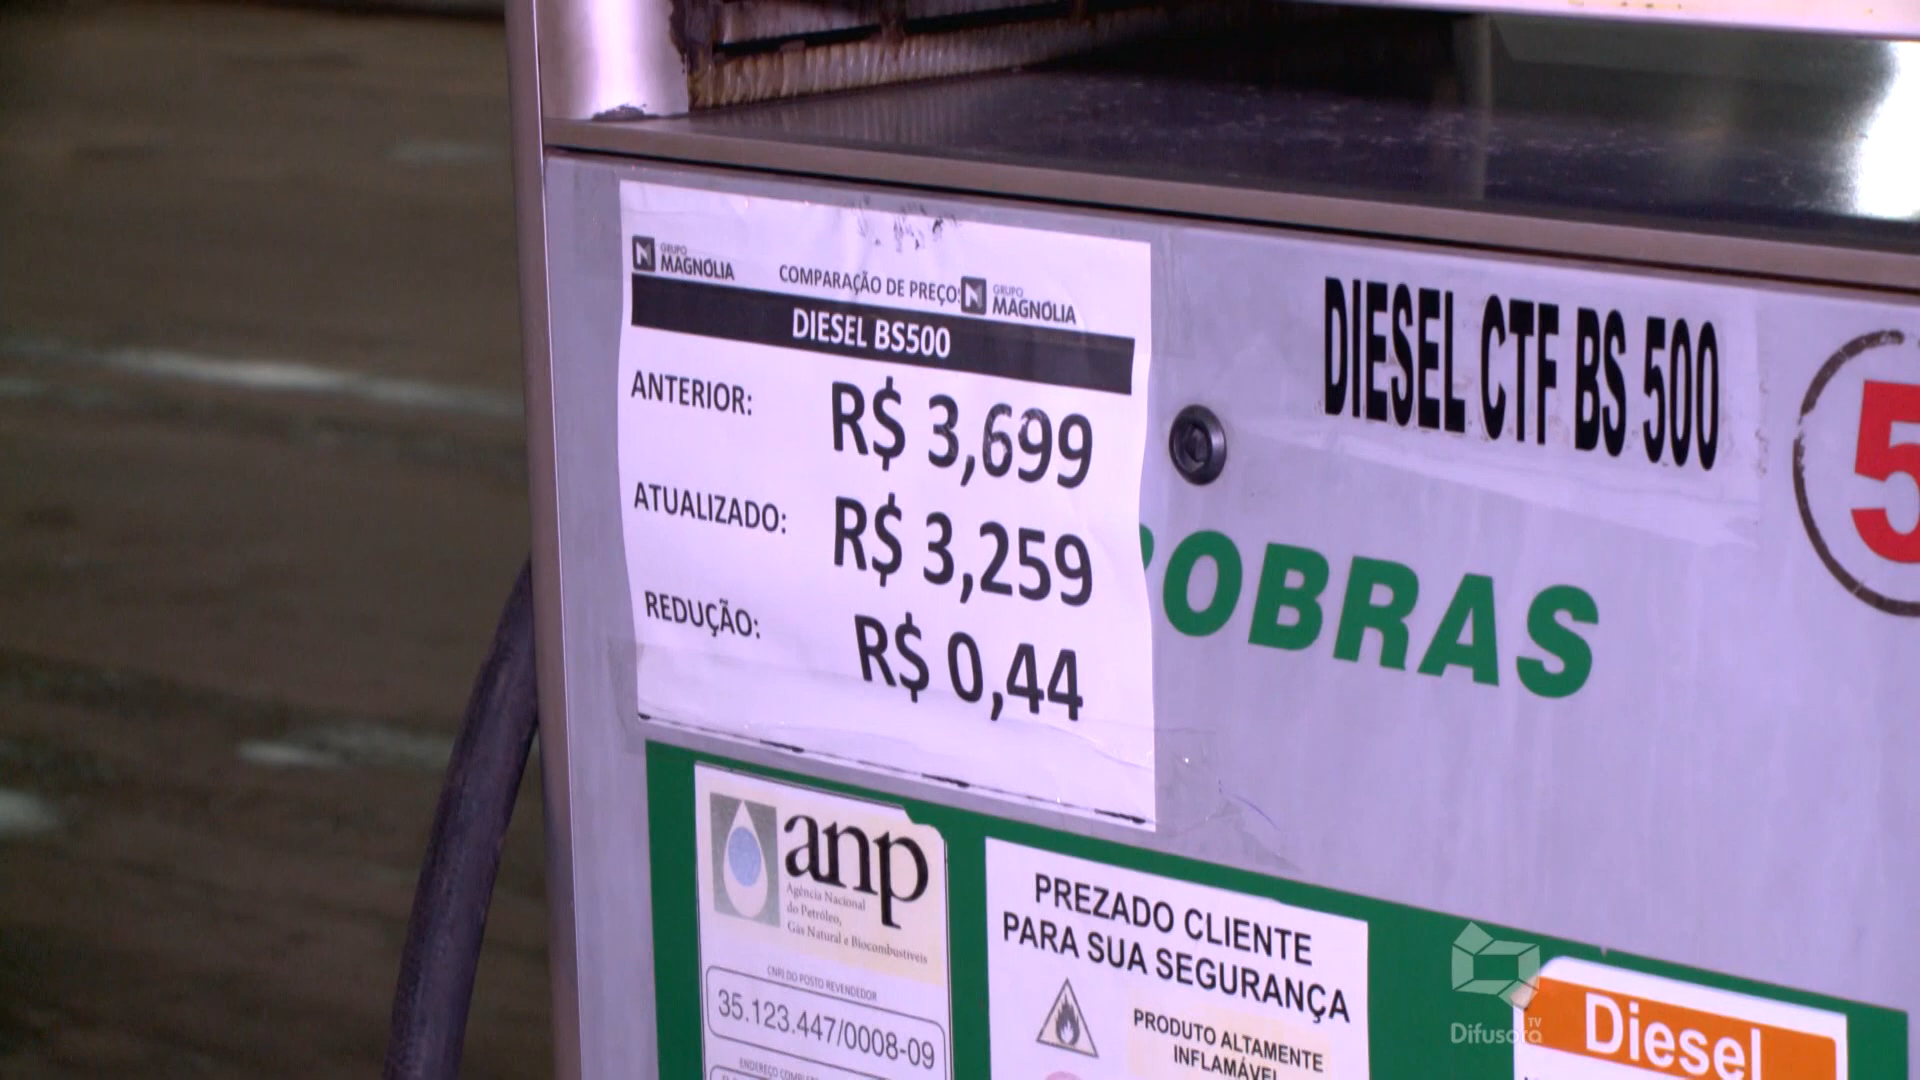 GRUPO
MAGNÓLIA
COMPARAÇÃO DE PREÇO:
GRUPO
MAGNÓLIA
DIESEL BS500
ANTERIOR: R$ 3,699
ATUALIZADO: R$ 3,259
REDUÇÃO: R$ 0,44
DIESEL CTF BS 500
5
OBRAS
anp
Agência Nacional
do Petróleo,
Gás Natural e Biocombustíveis
CNPJ DO POSTO REVENDEDOR
35.123.447/0008-09
PREZADO CLIENTE
PARA SUA SEGURANÇA
PRODUTO ALTAMENTE
INFLAMÁVEL
Diesel
TV
Difusora